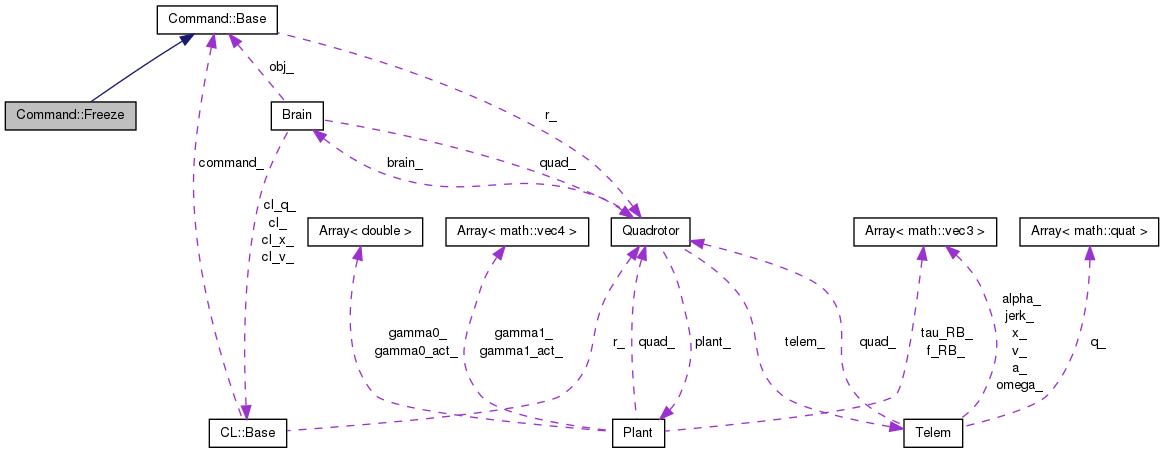 Command::Base
obj_
Command::Freeze
Brain
r_
command_
brain_
quad_
cl_q_
cl_
cl_x_
cl_v_
Array< double >
Array< math::vec4 >
Quadrotor
Array< math::vec3 >
Array< math::quat >
gamma0_
gamma0_act_
gamma1_
gamma1_act_
r_
quad_
plant_
telem_
quad_
tau_RB_
f_RB_
alpha_
jerk_
x_
v_
a_
omega_
q_
CL::Base
Plant
Telem